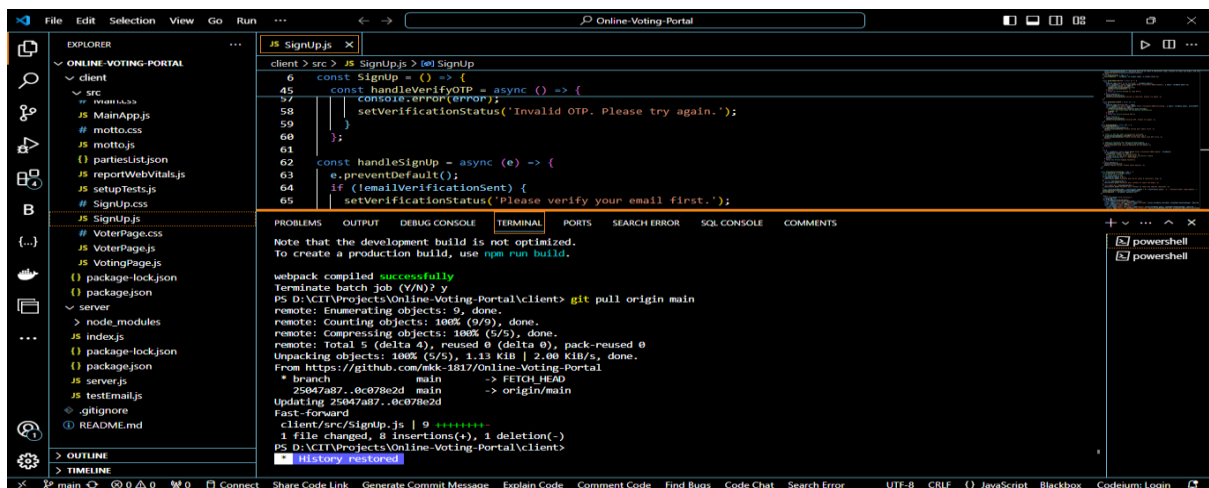 File Edit Selection View Go Run ... Online-Voting-Portal
EXPLORER ...
ONLINE-VOTING-PORTAL
client
src
MainApp.js
# motto.css
JS motto.js
{} partiesList.json
JS reportWebVitals.js
JS setupTests.js
# SignUp.css
JS SignUp.js
# VoterPage.css
JS VoterPage.js
JS VotingPage.js
{} package-lock.json
{} package.json
server
node_modules
JS index.js
{} package-lock.json
{} package.json
JS server.js
JS testEmail.js
.gitignore
README.md
OUTLINE
TIMELINE
JS SignUp.js
client > src > JS SignUp.js > SignUp
6 const SignUp = () => {
45 const handleVerifyOTP = async () => {
57 console.error(error);
58 setVerificationStatus('Invalid OTP. Please try again.');
59 }
60 };
61
62 const handleSignUp = async (e) => {
63 e.preventDefault();
64 if (!emailVerificationSent) {
65 setVerificationStatus('Please verify your email first.');
PROBLEMS OUTPUT DEBUG CONSOLE TERMINAL PORTS SEARCH ERROR SQL CONSOLE COMMENTS
Note that the development build is not optimized.
To create a production build, use npm run build.
webpack compiled successfully
Terminate batch job (Y/N)? y
PS D:\CIT\Projects\Online-Voting-Portal\client> git pull origin main
remote: Enumerating objects: 9, done.
remote: Counting objects: 100% (9/9), done.
remote: Compressing objects: 100% (5/5), done.
remote: Total 5 (delta 4), reused 0 (delta 0), pack-reused 0
Unpacking objects: 100% (5/5), 1.13 KiB | 2.00 KiB/s, done.
From https://github.com/mkk-1817/Online-Voting-Portal
* branch main -> FETCH_HEAD
25047a87..0c078e2d main -> origin/main
Updating 25047a87..0c078e2d
Fast-forward
client/src/SignUp.js | 9 ++++++++-
1 file changed, 8 insertions(+), 1 deletion(-)
PS D:\CIT\Projects\Online-Voting-Portal\client>
* History restored
powershell
powershell
main 0 0 0 Connect Share Code Link Generate Commit Message Explain Code Comment Code Find Bugs Code Chat Search Error UTF-8 CRLF {} JavaScript Blackbox Codeium: Login